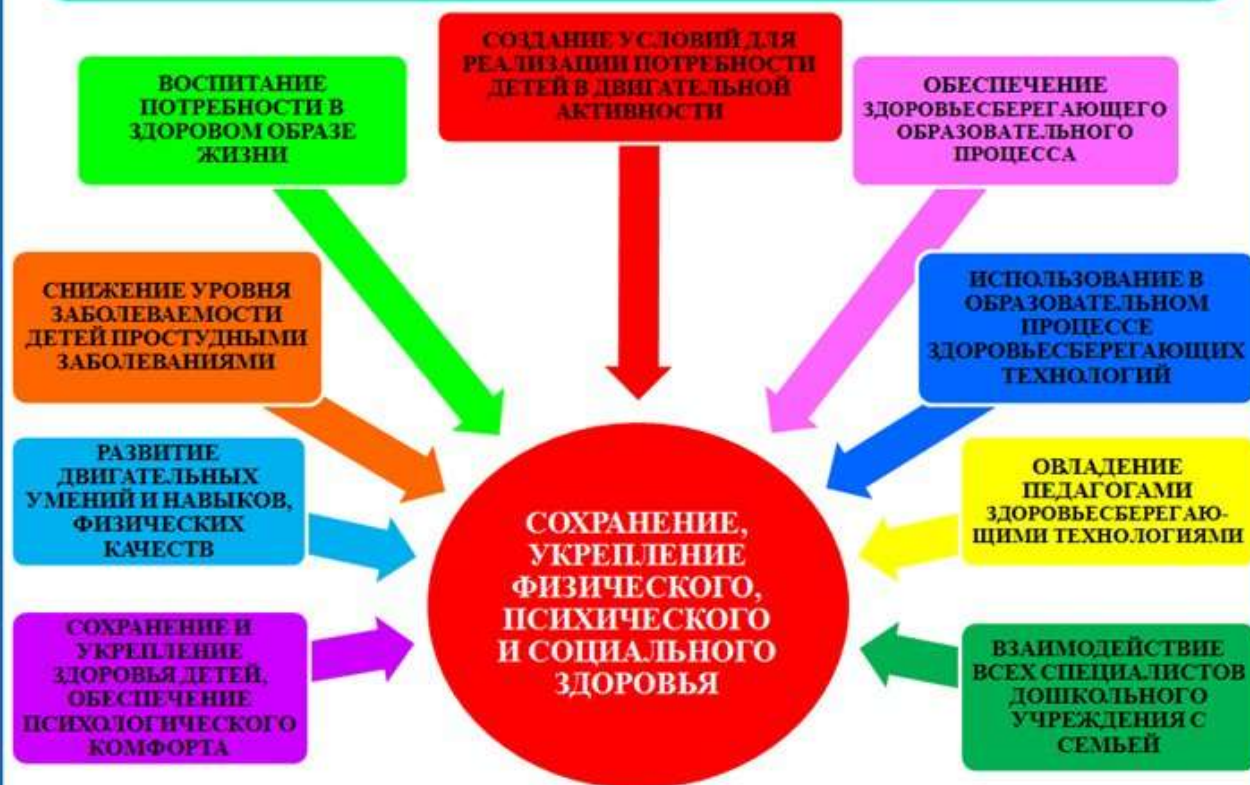 СОЗДАНИЕ УСЛОВИЙ ДЛЯ
РЕАЛИЗАЦИИ ПОТРЕБНОСТИ
ДЕТЕЙ В ДВИГАТЕЛЬНОЙ
АКТИВНОСТИ
ВОСПИТАНИЕ
ПОТРЕБНОСТИ В
ЗДОРОВОМ ОБРАЗЕ
ЖИЗНИ
ОБЕСПЕЧЕНИЕ
ЗДОРОВЬЕСБЕРЕГАЮЩЕГО
ОБРАЗОВАТЕЛЬНОГО
ПРОЦЕССА
СНИЖЕНИЕ УРОВНЯ
ЗАБОЛЕВАЕМОСТИ
ДЕТЕЙ ПРОСТУДНЫМИ
ЗАБОЛЕВАНИЯМИ
ИСПОЛЬЗОВАНИЕ В
ОБРАЗОВАТЕЛЬНОМ
ПРОЦЕССЕ
ЗДОРОВЬЕСБЕРЕГАЮЩИХ
ТЕХНОЛОГИЙ
РАЗВИТИЕ
ДВИГАТЕЛЬНЫХ
УМЕНИЙ И НАВЫКОВ,
ФИЗИЧЕСКИХ
КАЧЕСТВ
ОВЛАДЕНИЕ
ПЕДАГОГАМИ
ЗДОРОВЬЕСБЕРЕГАЮ-
ЩИМИ ТЕХНОЛОГИЯМИ
СОХРАНЕНИЕ,
УКРЕПЛЕНИЕ
ФИЗИЧЕСКОГО,
ПСИХИЧЕСКОГО
И СОЦИАЛЬНОГО
ЗДОРОВЬЯ
СОХРАНЕНИЕ И
УКРЕПЛЕНИЕ
ЗДОРОВЬЯ ДЕТЕЙ,
ОБЕСПЕЧЕНИЕ
ПСИХОЛОГИЧЕСКОГО
КОМФОРТА
ВЗАИМОДЕЙСТВИЕ
ВСЕХ СПЕЦИАЛИСТОВ
ДОШКОЛЬНОГО
УЧРЕЖДЕНИЯ С
СЕМЬЕЙ